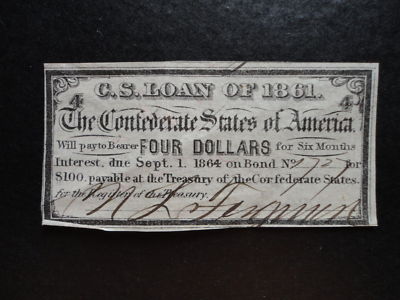 C. S. LOAN OF 1861.
4 4
The Confederate States of America
Will pay to Bearer FOUR DOLLARS for Six Months
Interest, due Sept. 1. 1864 on Bond No. 7727 for
$100, payable at the Treasury of the Confederate States.
for the Register of the Treasury.